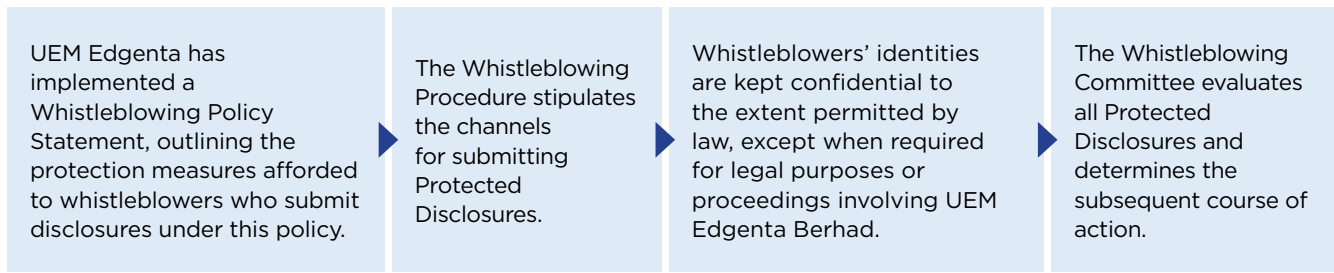 UEM Edgenta has
implemented a
Whistleblowing Policy
Statement, outlining the
protection measures afforded
to whistleblowers who submit
disclosures under this policy.
The Whistleblowing
Procedure stipulates
the channels
for submitting
Protected
Disclosures.
Whistleblowers’ identities
are kept confidential to
the extent permitted by
law, except when required
for legal purposes or
proceedings involving UEM
Edgenta Berhad.
The Whistleblowing
Committee evaluates
all Protected
Disclosures and
determines the
subsequent course of
action.